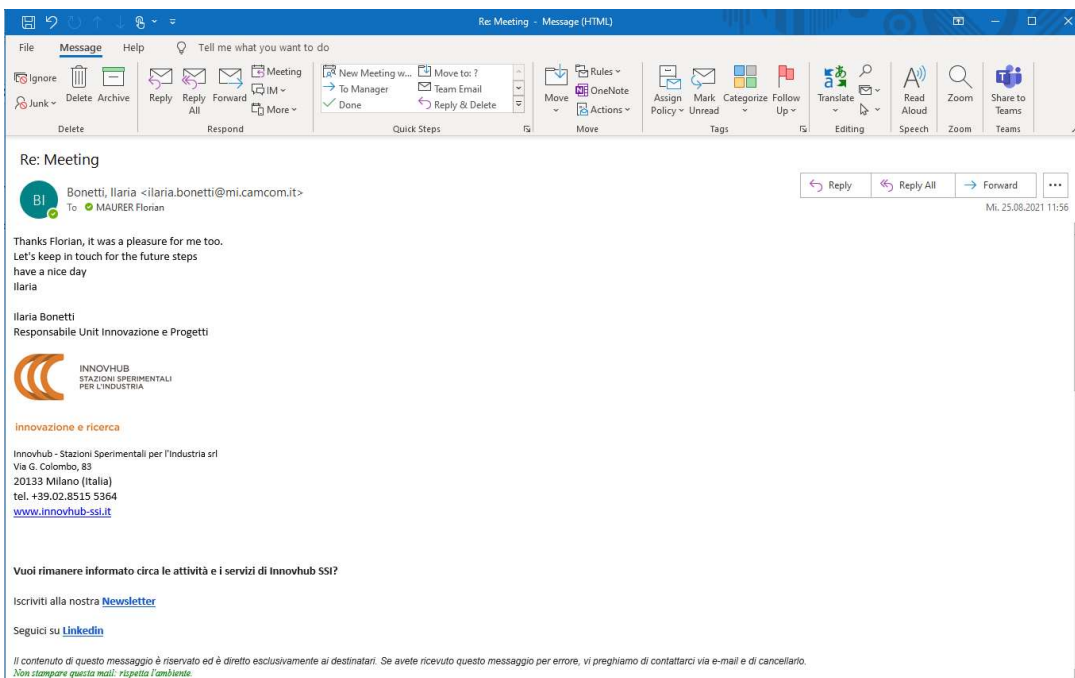 Re: Meeting - Message (HTML)
File Message Help Tell me what you want to do
Ignore
Junk
Delete Archive
Reply Reply All Forward
Meeting
IM
More
New Meeting w... Move to: ?
To Manager Team Email
Done Reply & Delete
Move
Rules
OneNote
Actions
Assign Policy Mark Unread Categorize Follow Up
Translate
Read Aloud
Zoom
Share to Teams
Delete Respond Quick Steps Move Tags Editing Speech Zoom Teams
Re: Meeting
BI
Bonetti, Ilaria <ilaria.bonetti@mi.camcom.it>
To MAURER Florian
Reply Reply All Forward ...
Mi. 25.08.2021 11:56
Thanks Florian, it was a pleasure for me too.
Let's keep in touch for the future steps
have a nice day
Ilaria
Ilaria Bonetti
Responsabile Unit Innovazione e Progetti
INNOVHUB
STAZIONI SPERIMENTALI
PER L'INDUSTRIA
innovazione e ricerca
Innovhub - Stazioni Sperimentali per l'Industria srl
Via G. Colombo, 83
20133 Milano (Italia)
tel. +39.02.8515 5364
www.innovhub-ssi.it
Vuoi rimanere informato circa le attività e i servizi di Innovhub SSI?
Iscriviti alla nostra Newsletter
Seguici su Linkedin
Il contenuto di questo messaggio è riservato ed è diretto esclusivamente ai destinatari. Se avete ricevuto questo messaggio per errore, vi preghiamo di contattarci via e-mail e di cancellarlo.
Non stampare questa mail: rispetta l'ambiente.